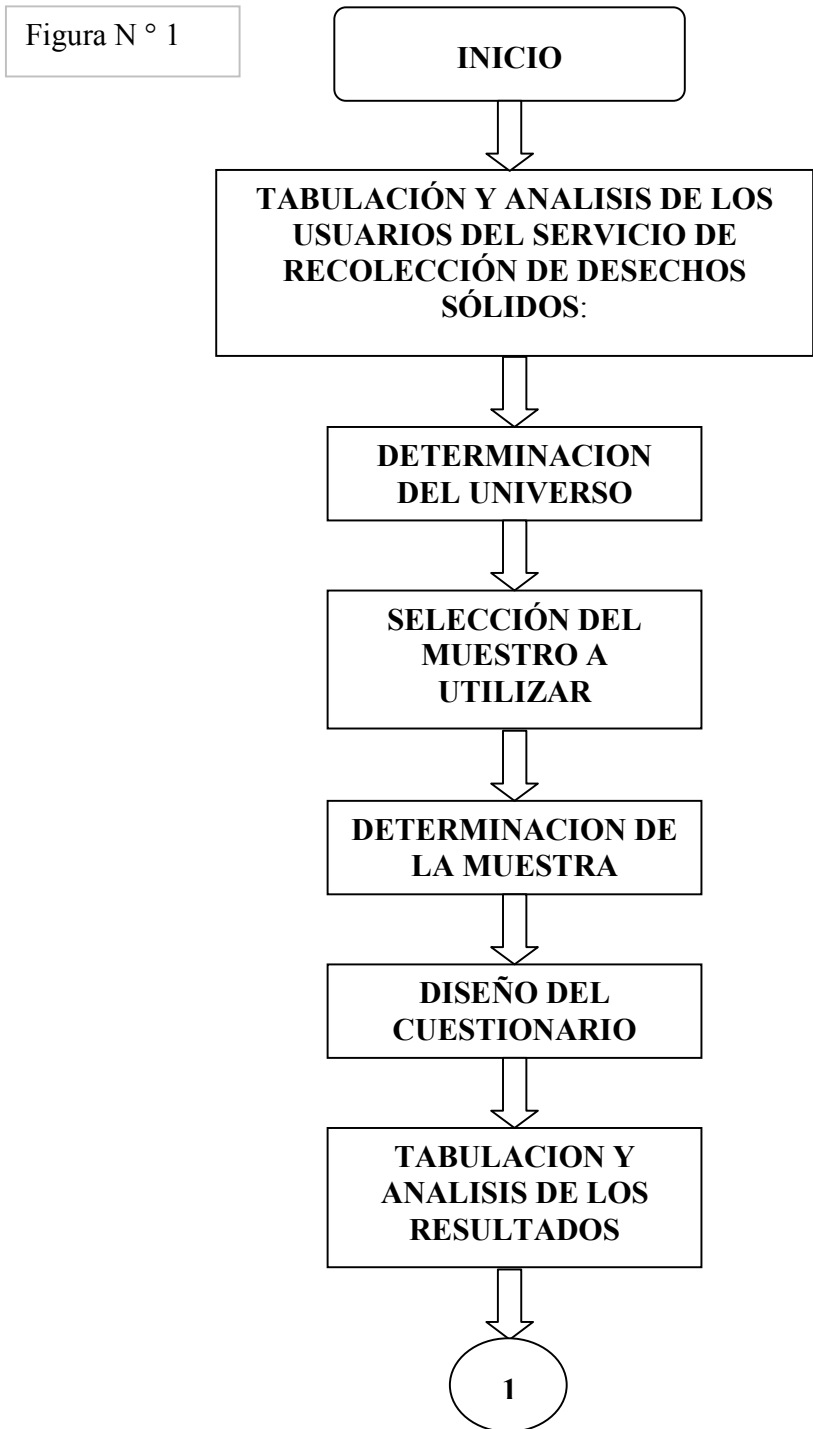 Figura N ° 1
INICIO
TABULACIÓN Y ANALISIS DE LOS
USUARIOS DEL SERVICIO DE
RECOLECCIÓN DE DESECHOS
SÓLIDOS:
DETERMINACION
DEL UNIVERSO
SELECCIÓN DEL
MUESTRO A
UTILIZAR
DETERMINACION DE
LA MUESTRA
DISEÑO DEL
CUESTIONARIO
TABULACION Y
ANALISIS DE LOS
RESULTADOS
1